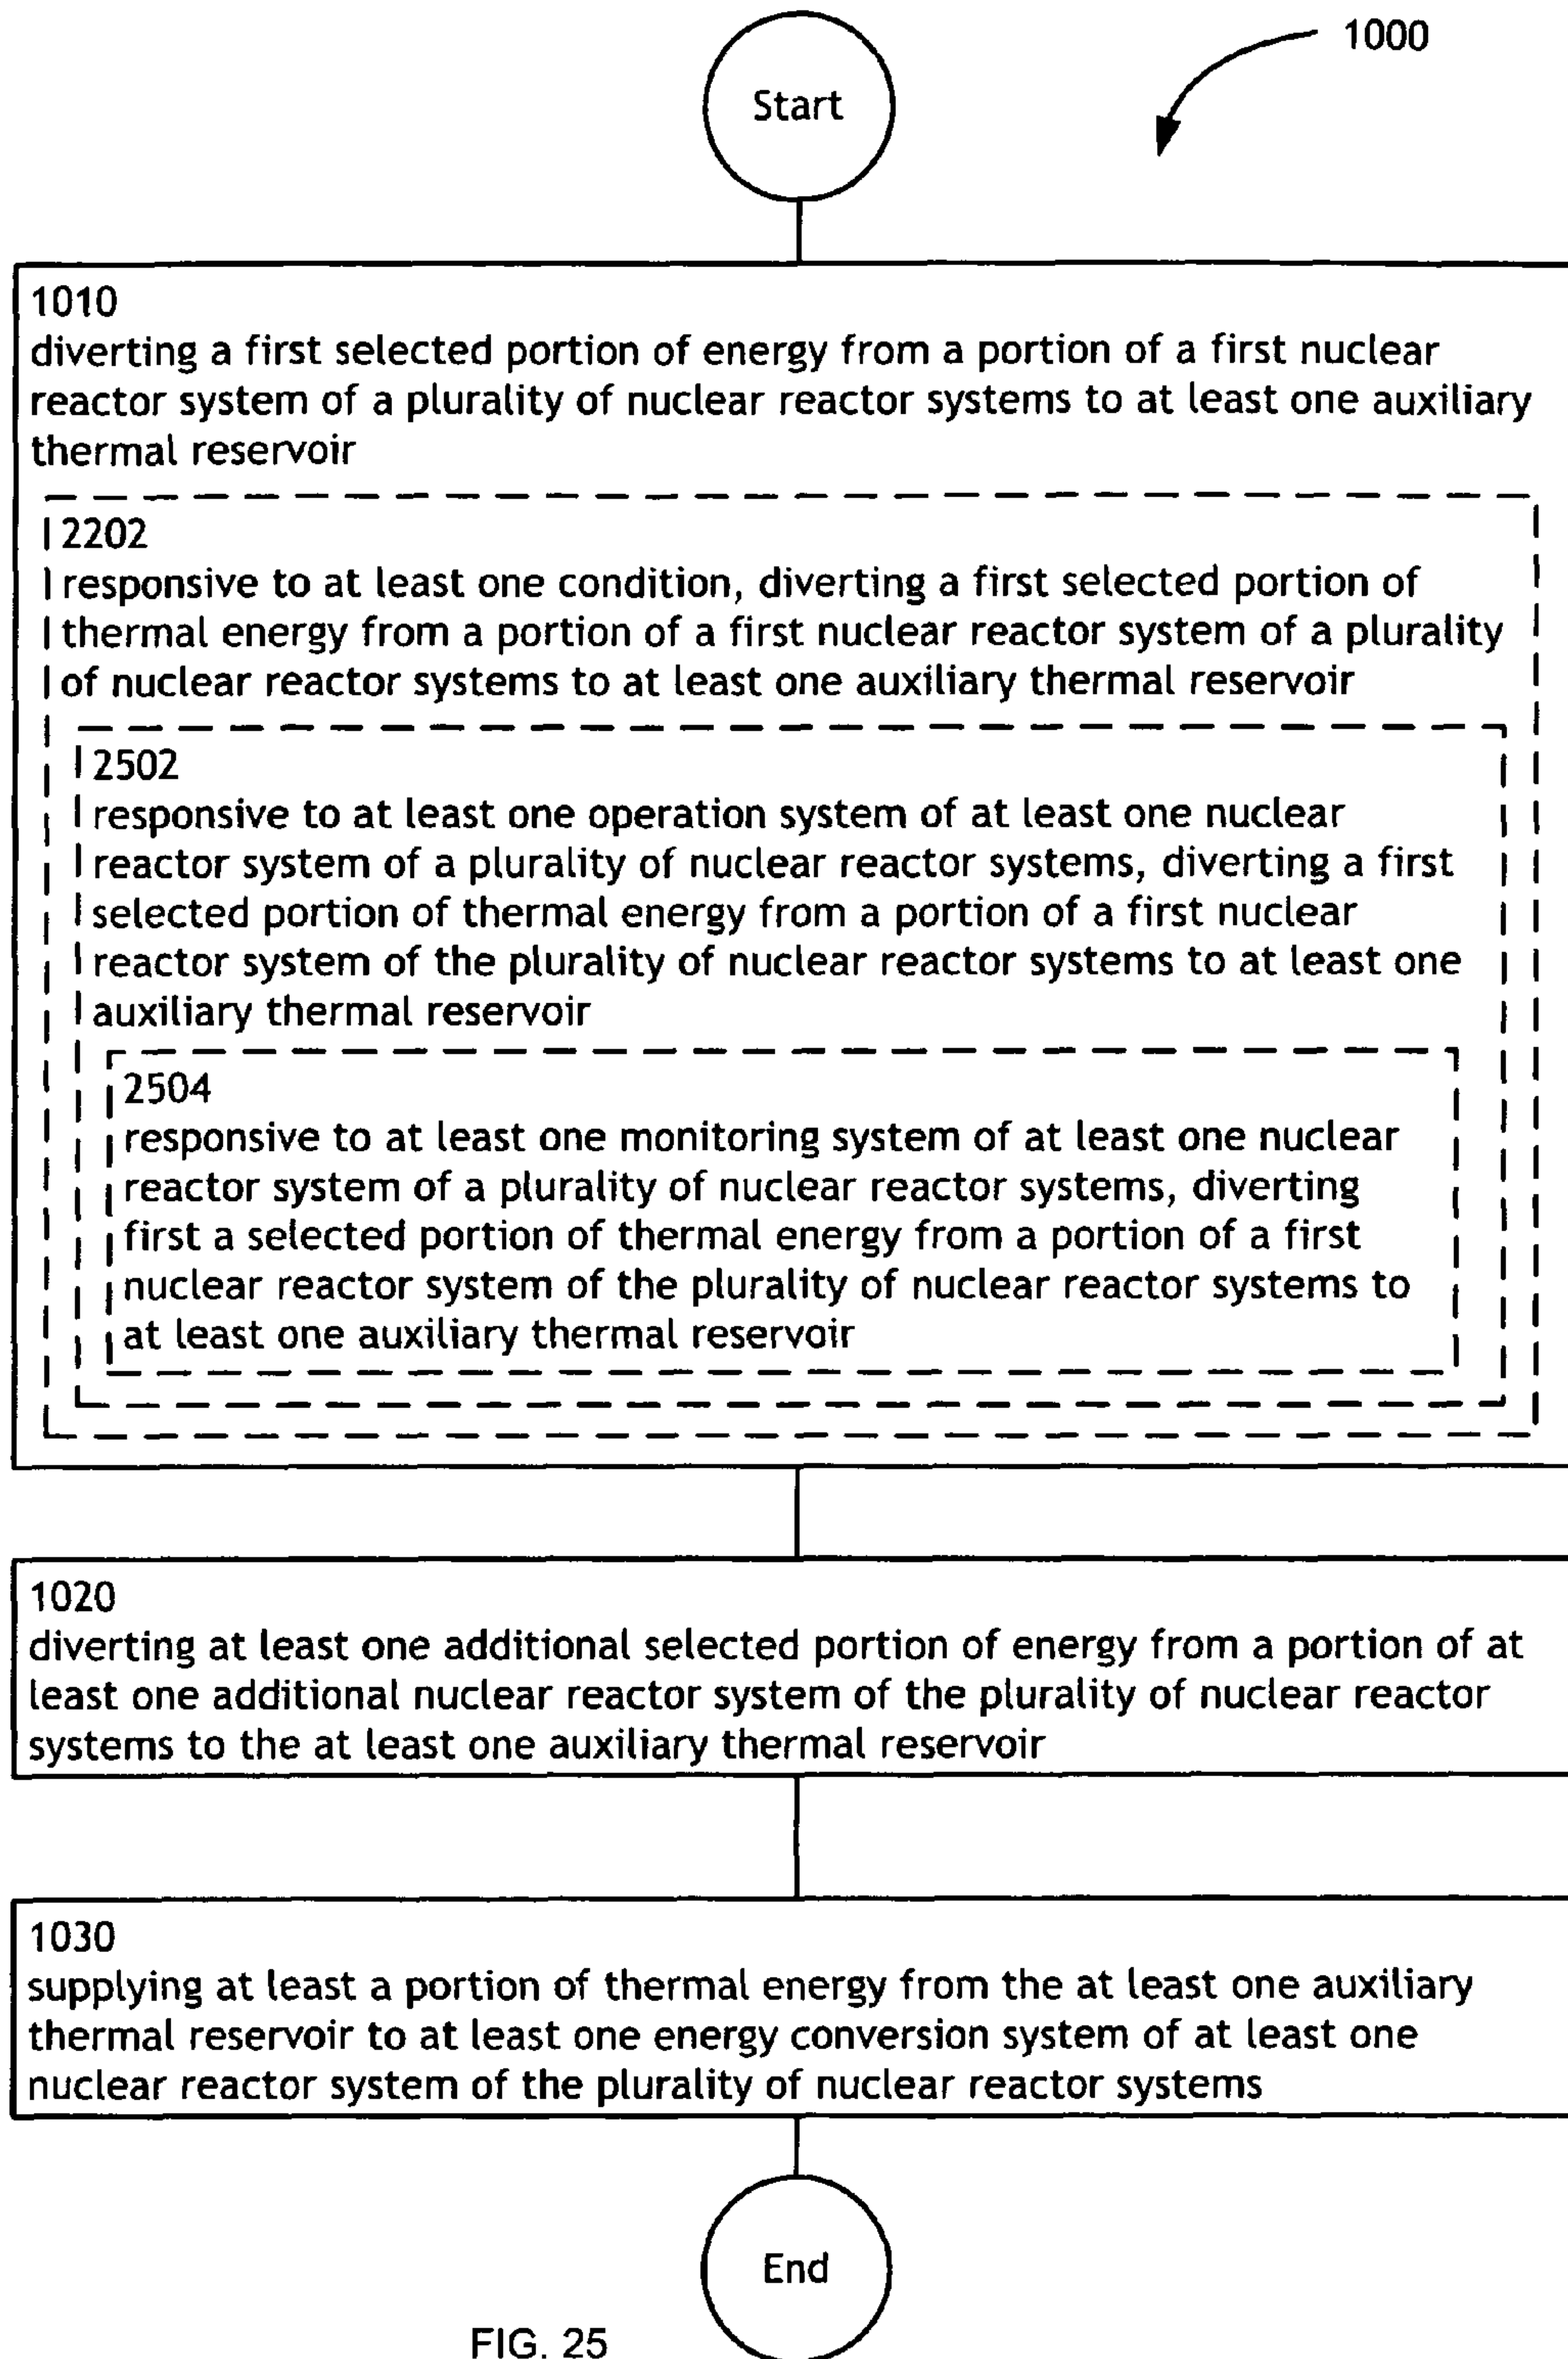 1000
Start
1010
diverting a first selected portion of energy from a portion of a first nuclear
reactor system of a plurality of nuclear reactor systems to at least one auxiliary
thermal reservoir
2202
responsive to at least one condition, diverting a first selected portion of
thermal energy from a portion of a first nuclear reactor system of a plurality
of nuclear reactor systems to at least one auxiliary thermal reservoir
2502
responsive to at least one operation system of at least one nuclear
reactor system of a plurality of nuclear reactor systems, diverting a first
selected portion of thermal energy from a portion of a first nuclear
reactor system of the plurality of nuclear reactor systems to at least one
auxiliary thermal reservoir
2504
responsive to at least one monitoring system of at least one nuclear
reactor system of a plurality of nuclear reactor systems, diverting
first a selected portion of thermal energy from a portion of a first
nuclear reactor system of the plurality of nuclear reactor systems to
at least one auxiliary thermal reservoir
1020
diverting at least one additional selected portion of energy from a portion of at
least one additional nuclear reactor system of the plurality of nuclear reactor
systems to the at least one auxiliary thermal reservoir
1030
supplying at least a portion of thermal energy from the at least one auxiliary
thermal reservoir to at least one energy conversion system of at least one
nuclear reactor system of the plurality of nuclear reactor systems
End
FIG. 25